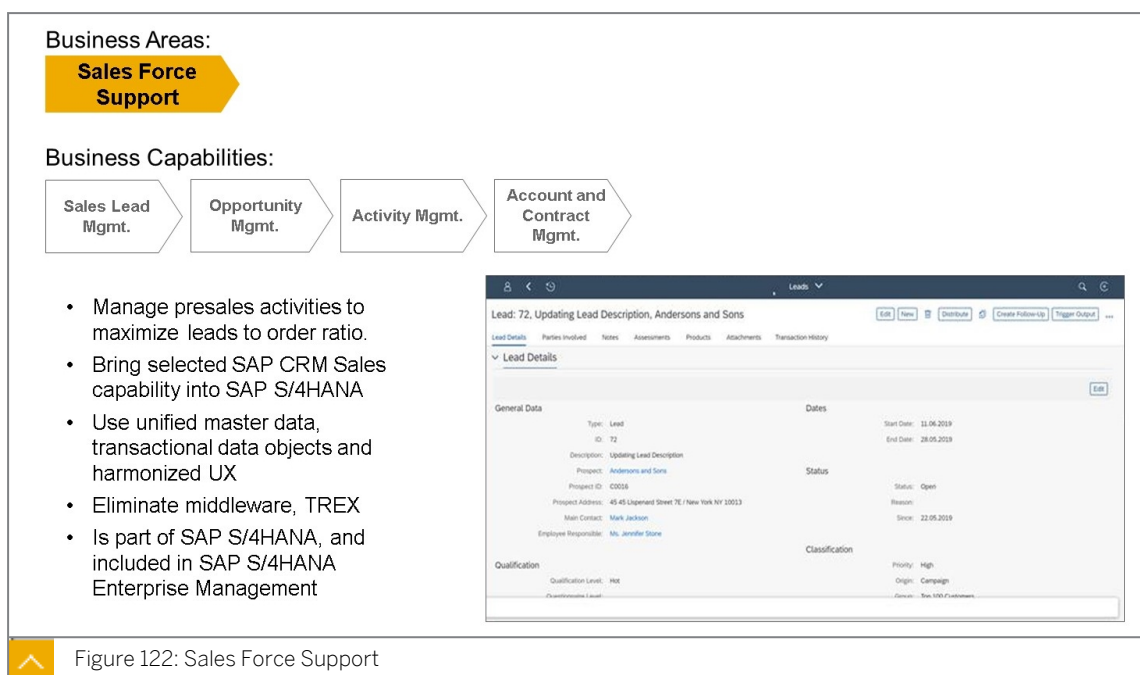 Business Areas:
Sales Force
Support
Business Capabilities:
Sales Lead
Mgmt.
Opportunity
Mgmt.
Activity Mgmt.
Account and
Contract
Mgmt.
• Manage presales activities to
maximize leads to order ratio.
• Bring selected SAP CRM Sales
capability into SAP S/4HANA
• Use unified master data,
transactional data objects and
harmonized UX
• Eliminate middleware, TREX
• Is part of SAP S/4HANA, and
included in SAP S/4HANA
Enterprise Management
Leads
Lead: 72, Updating Lead Description, Andersons and Sons
Edit New Distribute Create Follow-Up Trigger Output ...
Lead Details Parties Involved Notes Assessments Products Attachments Transaction History
Lead Details
Edit
General Data
Type: Lead
ID: 72
Description: Updating Lead Description
Prospect: Andersons and Sons
Prospect ID: C0016
Prospect Address: 45 45 Lispenard Street 7E / New York NY 10013
Main Contact: Mark Jackson
Employee Responsible: Ms. Jennifer Stone
Qualification
Qualification Level: Hot
Questionnaire Level:
Dates
Start Date: 11.06.2019
End Date: 28.05.2019
Status
Status: Open
Reason:
Since: 22.05.2019
Classification
Priority: High
Origin: Campaign
Group: Top 100 Customers
Figure 122: Sales Force Support